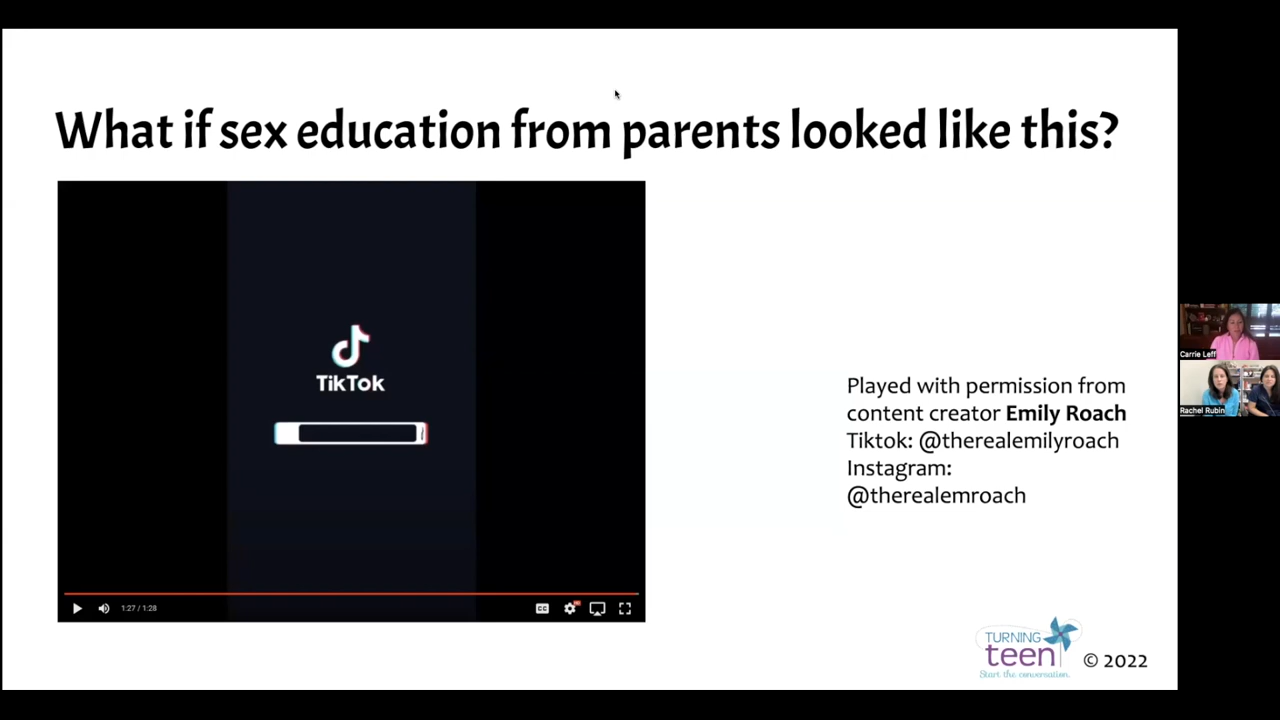 What if sex education from parents looked like this?
TikTok
1:27 / 1:28
CC
Played with permission from
content creator Emily Roach
Tiktok: @therealemilyroach
Instagram:
@therealemroach
Carrie Leff
Rachel Rubin
TURNING
teen
Start the conversation.
© 2022